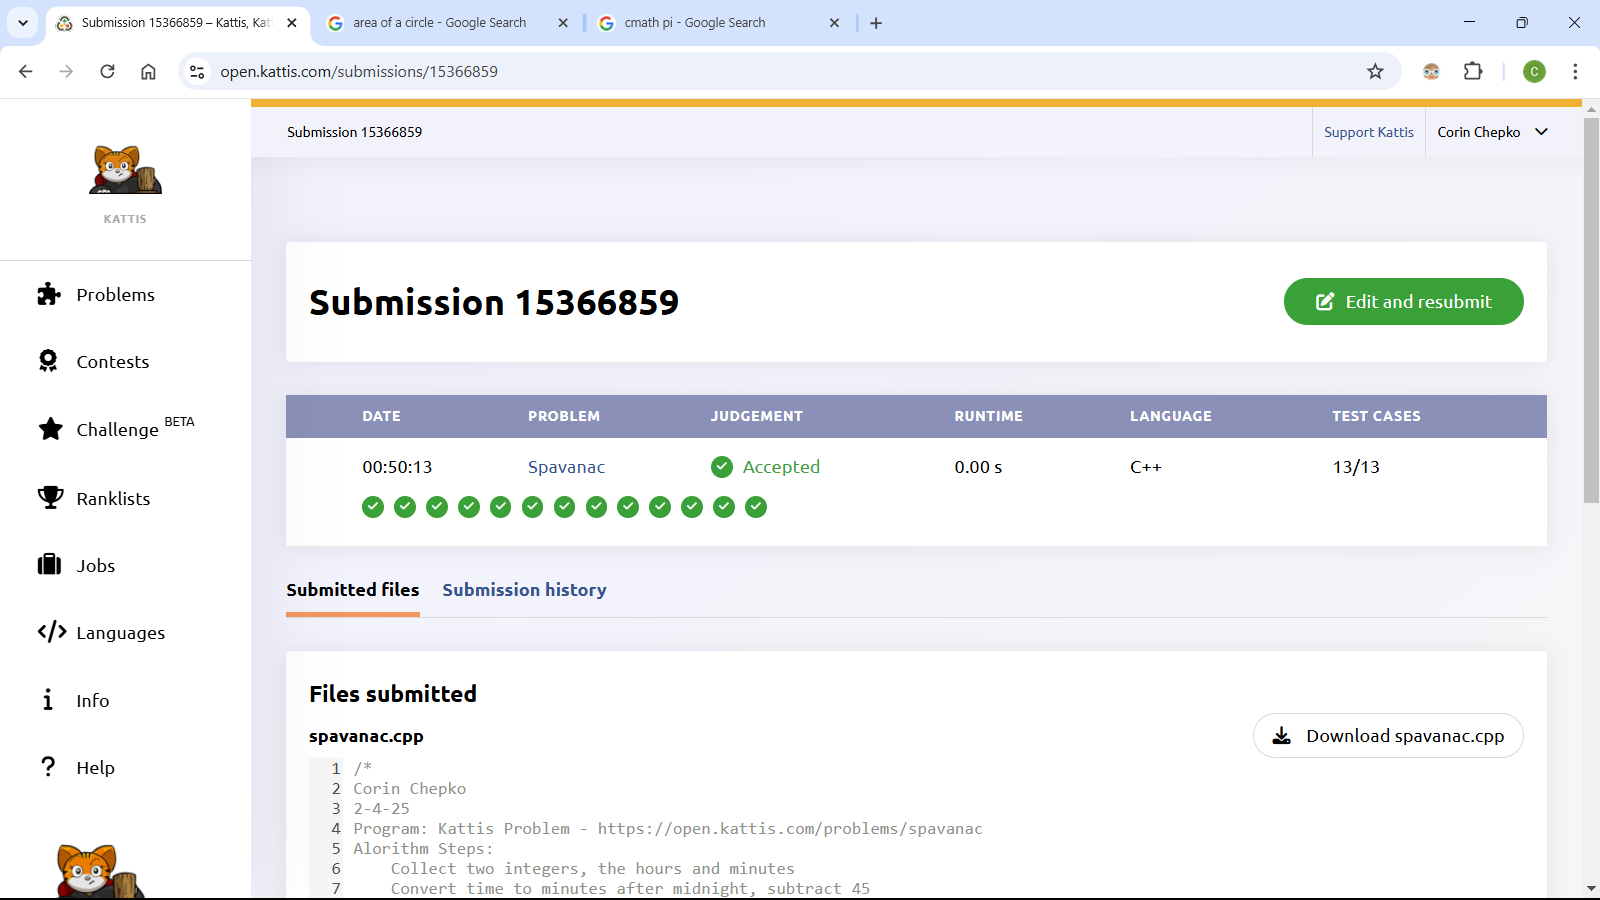 Submission 15366859 – Kattis, Kat
area of a circle - Google Search
cmath pi - Google Search
open.kattis.com/submissions/15366859
C
Submission 15366859
Support Kattis
Corin Chepko
KATTIS
Problems
Contests
Challenge BETA
Ranklists
Jobs
Languages
Info
Help
Submission 15366859
Edit and resubmit
DATE PROBLEM JUDGEMENT RUNTIME LANGUAGE TEST CASES
00:50:13 Spavanac Accepted 0.00 s C++ 13/13
Submitted files Submission history
Files submitted
spavanac.cpp
Download spavanac.cpp
1 /*
2 Corin Chepko
3 2-4-25
4 Program: Kattis Problem - https://open.kattis.com/problems/spavanac
5 Alorithm Steps:
6 Collect two integers, the hours and minutes
7 Convert time to minutes after midnight, subtract 45